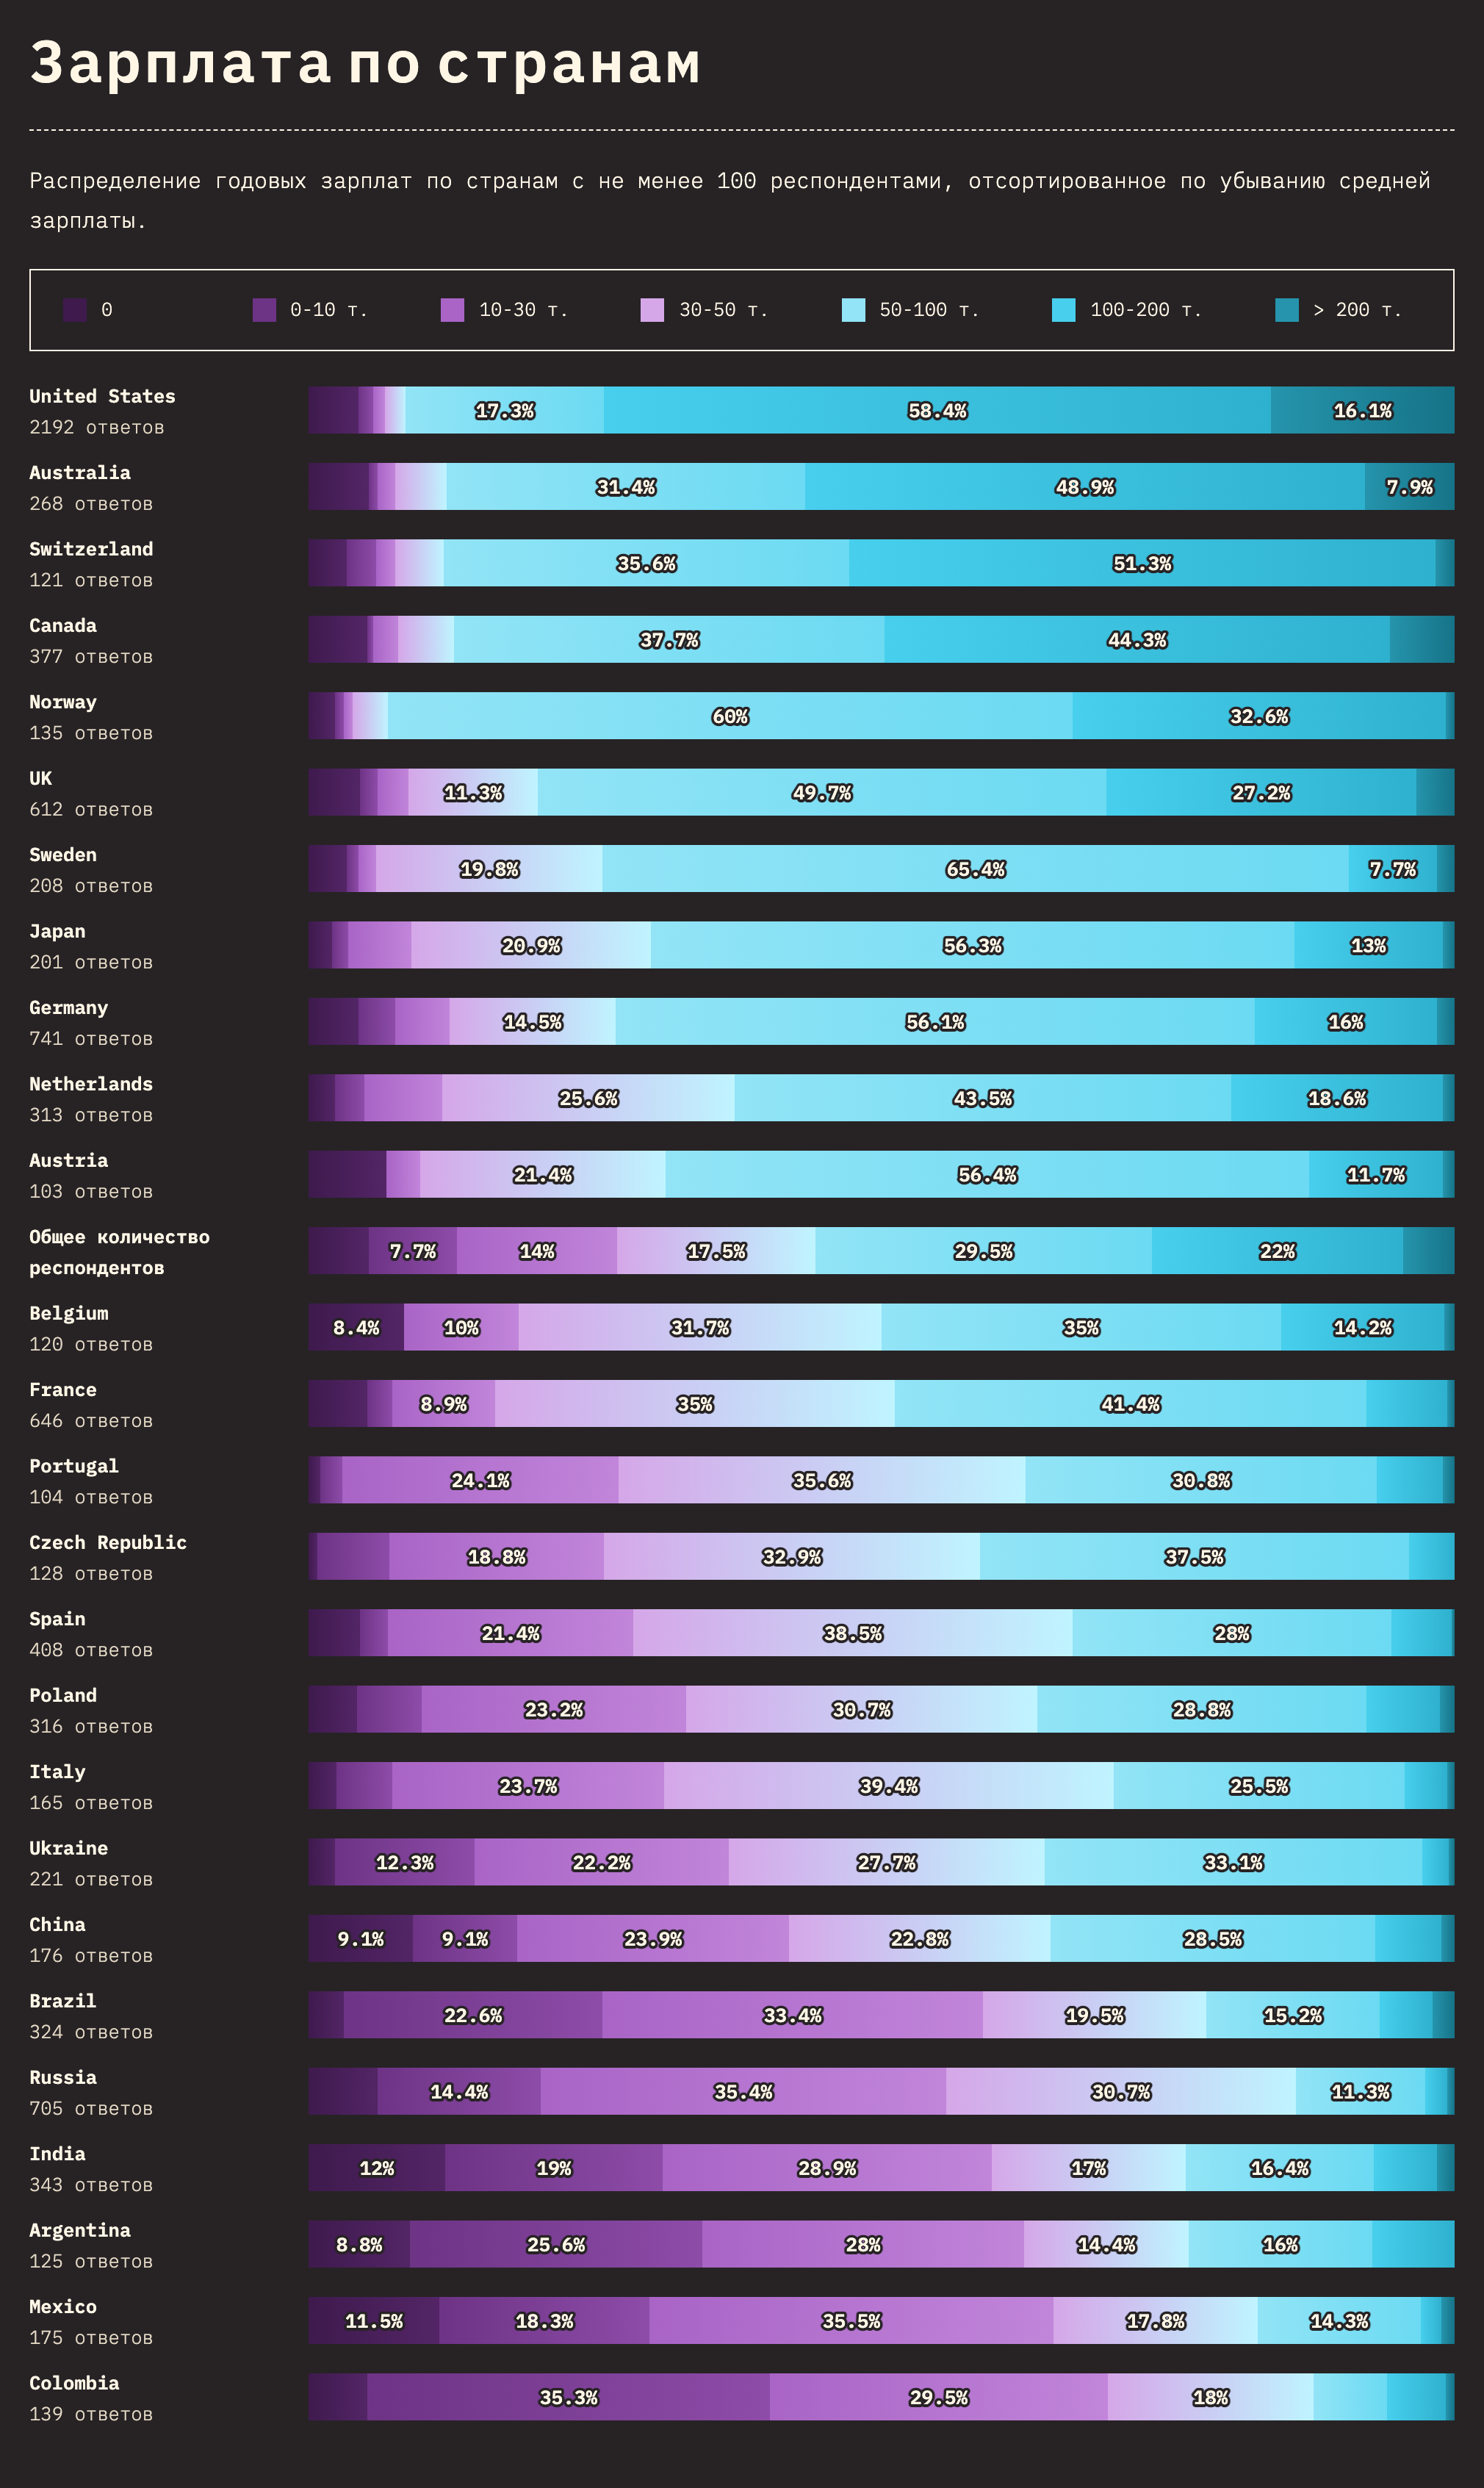 Зарплата по странам
Распределение годовых зарплат по странам с не менее 100 респондентами, отсортированное по убыванию средней
зарплаты.
0 0-10 т. 10-30 т. 30-50 т. 50-100 т. 100-200 т. > 200 т.
United States
2192 ответов
17.3% 58.4% 16.1%
Australia
268 ответов
31.4% 48.9% 7.9%
Switzerland
121 ответов
35.6% 51.3%
Canada
377 ответов
37.7% 44.3%
Norway
135 ответов
60% 32.6%
UK
612 ответов
11.3% 49.7% 27.2%
Sweden
208 ответов
19.8% 65.4% 7.7%
Japan
201 ответов
20.9% 56.3% 13%
Germany
741 ответов
14.5% 56.1% 16%
Netherlands
313 ответов
25.6% 43.5% 18.6%
Austria
103 ответов
21.4% 56.4% 11.7%
Общее количество
респондентов
7.7% 14% 17.5% 29.5% 22%
Belgium
120 ответов
8.4% 10% 31.7% 35% 14.2%
France
646 ответов
8.9% 35% 41.4%
Portugal
104 ответов
24.1% 35.6% 30.8%
Czech Republic
128 ответов
18.8% 32.9% 37.5%
Spain
408 ответов
21.4% 38.5% 28%
Poland
316 ответов
23.2% 30.7% 28.8%
Italy
165 ответов
23.7% 39.4% 25.5%
Ukraine
221 ответов
12.3% 22.2% 27.7% 33.1%
China
176 ответов
9.1% 9.1% 23.9% 22.8% 28.5%
Brazil
324 ответов
22.6% 33.4% 19.5% 15.2%
Russia
705 ответов
14.4% 35.4% 30.7% 11.3%
India
343 ответов
12% 19% 28.9% 17% 16.4%
Argentina
125 ответов
8.8% 25.6% 28% 14.4% 16%
Mexico
175 ответов
11.5% 18.3% 35.5% 17.8% 14.3%
Colombia
139 ответов
35.3% 29.5% 18%